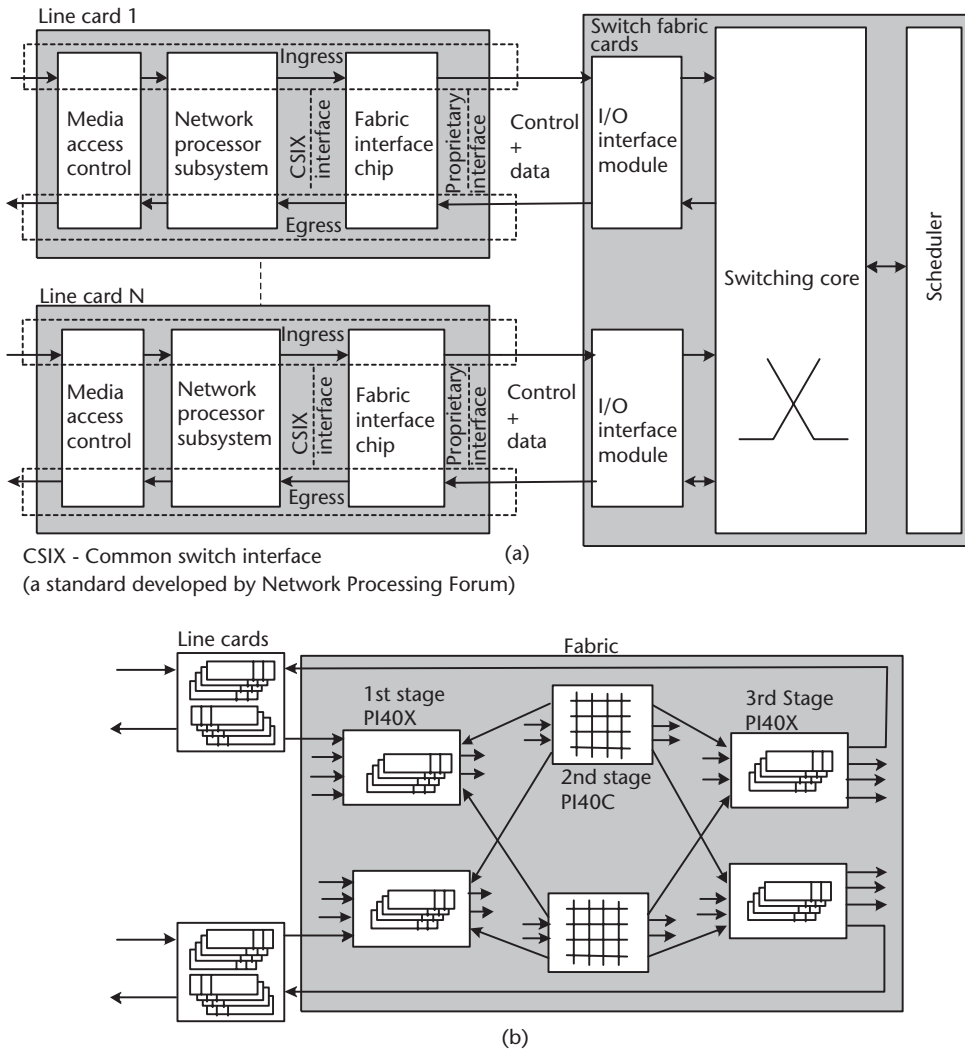 Line card 1
Ingress
Media
access
control
Network
processor
subsystem
CSIX
interface
Fabric
interface
chip
Proprietary
interface
Egress
Control
+
data
Switch fabric
cards
I/O
interface
module
Switching core
Scheduler
Line card N
Ingress
Media
access
control
Network
processor
subsystem
CSIX
interface
Fabric
interface
chip
Proprietary
interface
Egress
Control
+
data
I/O
interface
module
CSIX - Common switch interface
(a standard developed by Network Processing Forum)
(a)
Line cards
Fabric
1st stage
PI40X
2nd stage
PI40C
3rd Stage
PI40X
(b)